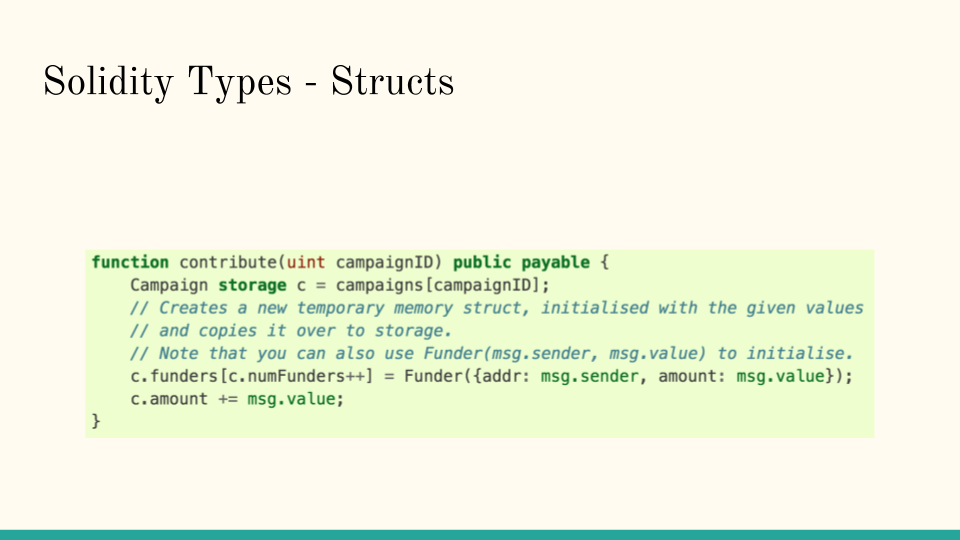 Solidity Types - Structs
function contribute(uint campaignID) public payable {
    Campaign storage c = campaigns[campaignID];
    // Creates a new temporary memory struct, initialised with the given values
    // and copies it over to storage.
    // Note that you can also use Funder(msg.sender, msg.value) to initialise.
    c.funders[c.numFunders++] = Funder({addr: msg.sender, amount: msg.value});
    c.amount += msg.value;
}